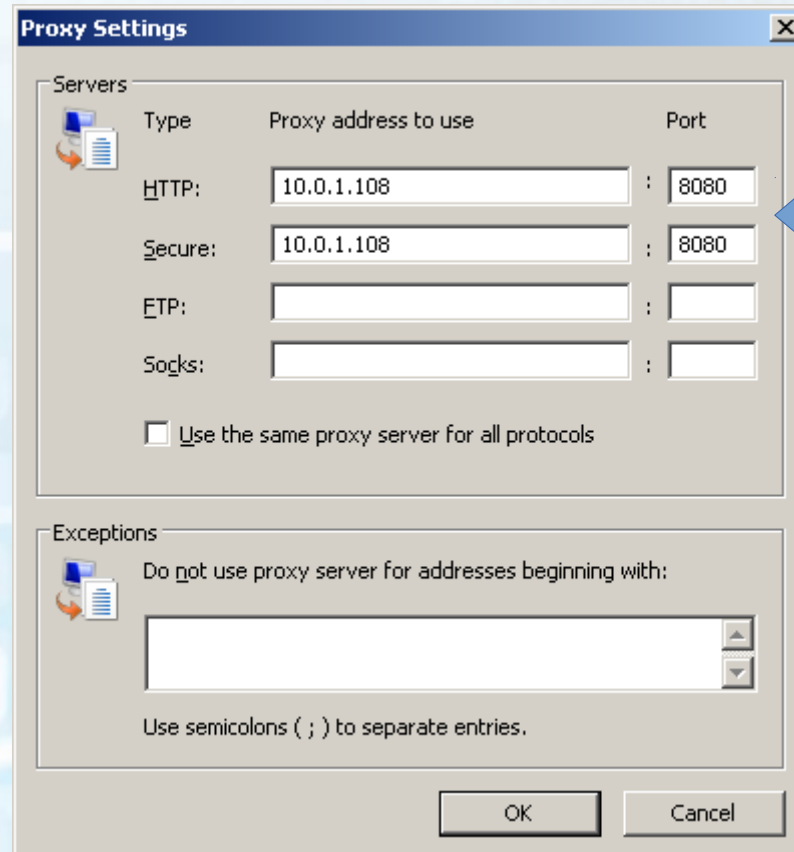 Proxy Settings
Servers
Type Proxy address to use Port
HTTP: 10.0.1.108 : 8080
Secure: 10.0.1.108 : 8080
FTP: :
Socks: :
Use the same proxy server for all protocols
Exceptions
Do not use proxy server for addresses beginning with:
Use semicolons ( ; ) to separate entries.
OK Cancel